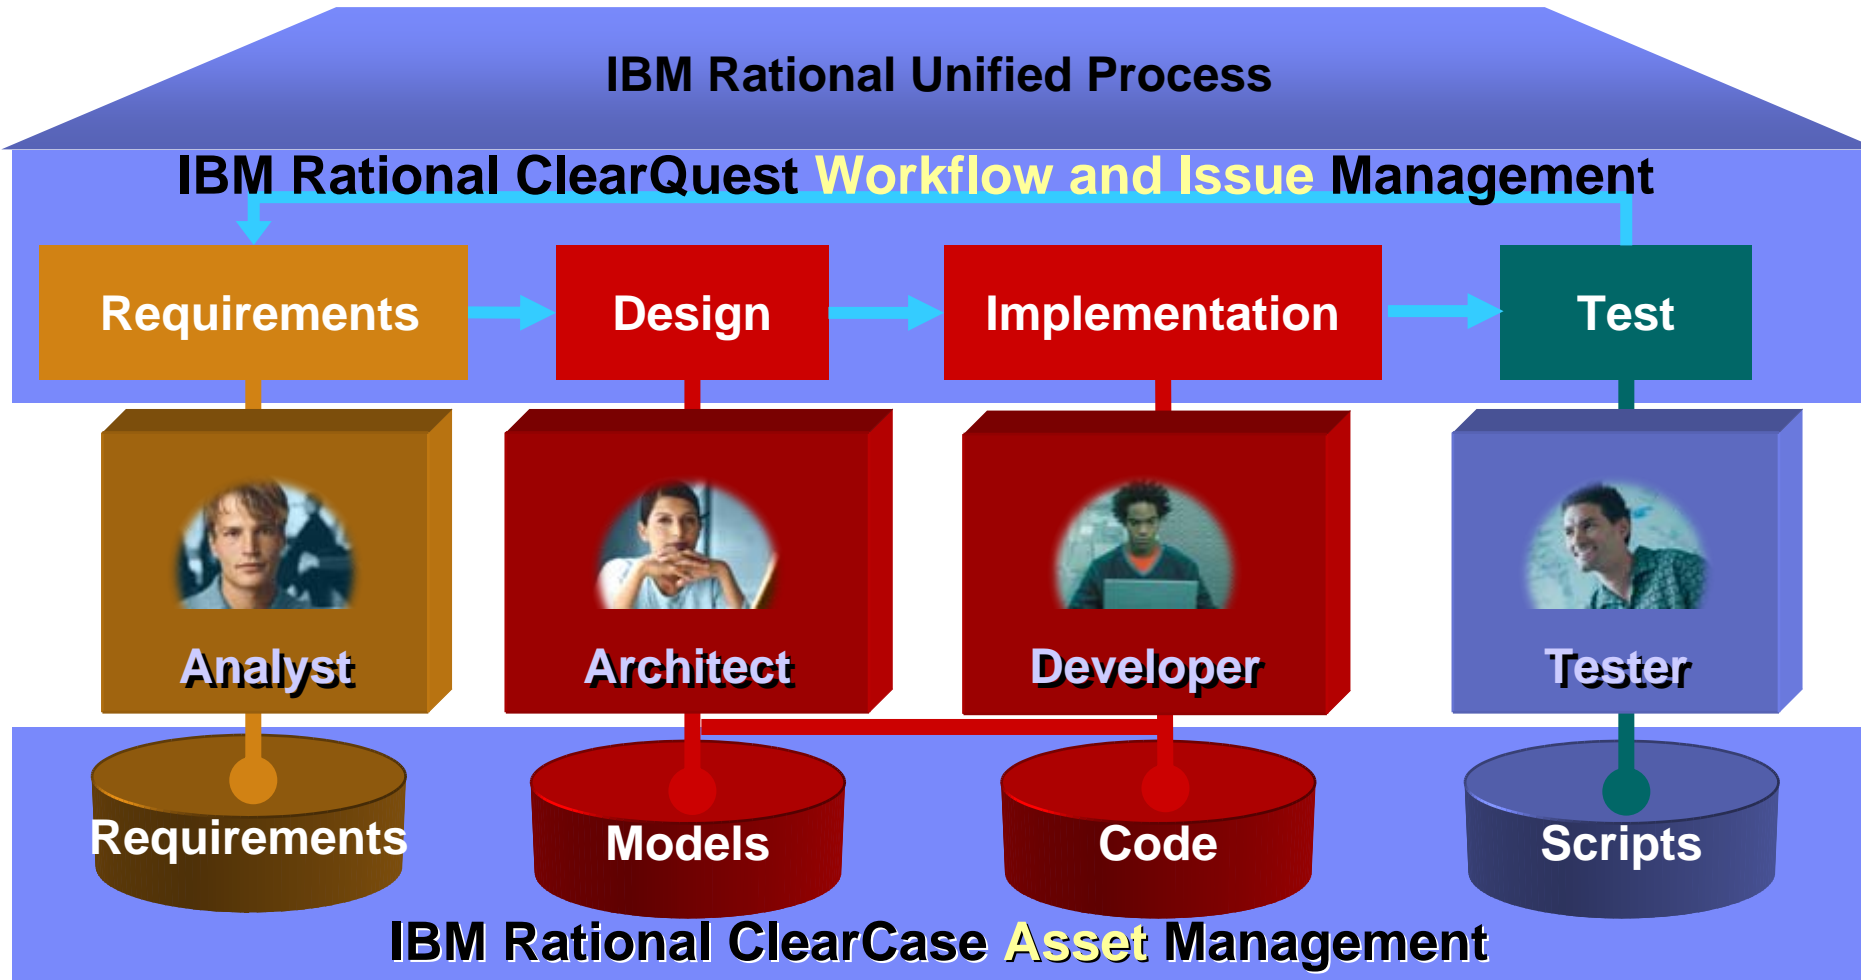 IBM Rational Unified Process
IBM Rational ClearQuest Workflow and Issue Management
Requirements
Design
Implementation
Test
Analyst
Architect
Developer
Tester
Requirements
Models
Code
Scripts
IBM Rational ClearCase Asset Management